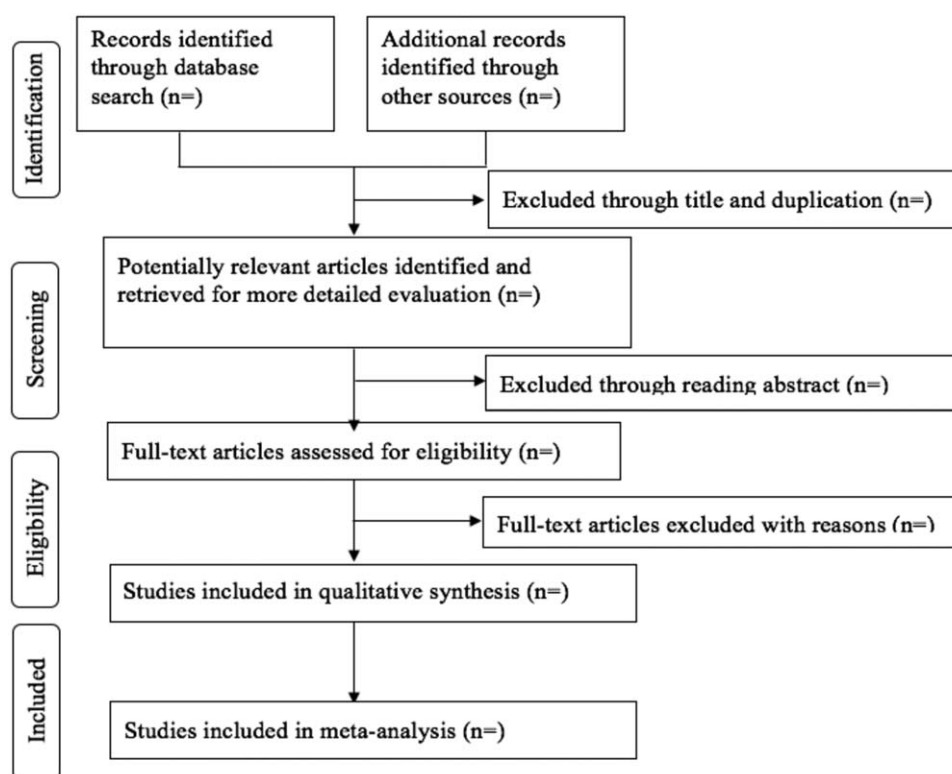 Identification
Records identified
through database
search (n=)
Additional records
identified through
other sources (n=)
Excluded through title and duplication (n=)
Screening
Potentially relevant articles identified and
retrieved for more detailed evaluation (n=)
Excluded through reading abstract (n=)
Full-text articles assessed for eligibility (n=)
Eligibility
Full-text articles excluded with reasons (n=)
Studies included in qualitative synthesis (n=)
Included
Studies included in meta-analysis (n=)